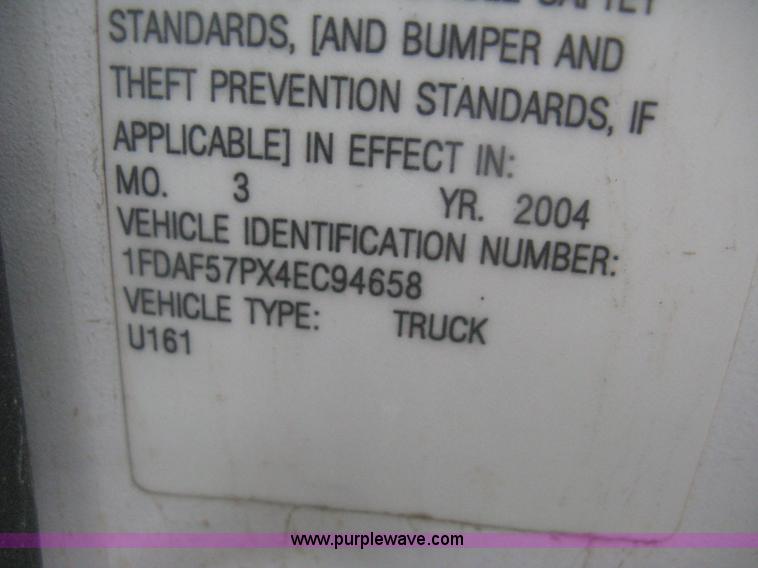 STANDARDS, [AND BUMPER AND
THEFT PREVENTION STANDARDS, IF
APPLICABLE] IN EFFECT IN:
MO. 3 YR. 2004
VEHICLE IDENTIFICATION NUMBER:
1FDAF57PX4EC94658
VEHICLE TYPE: TRUCK
U161
www.purplewave.com